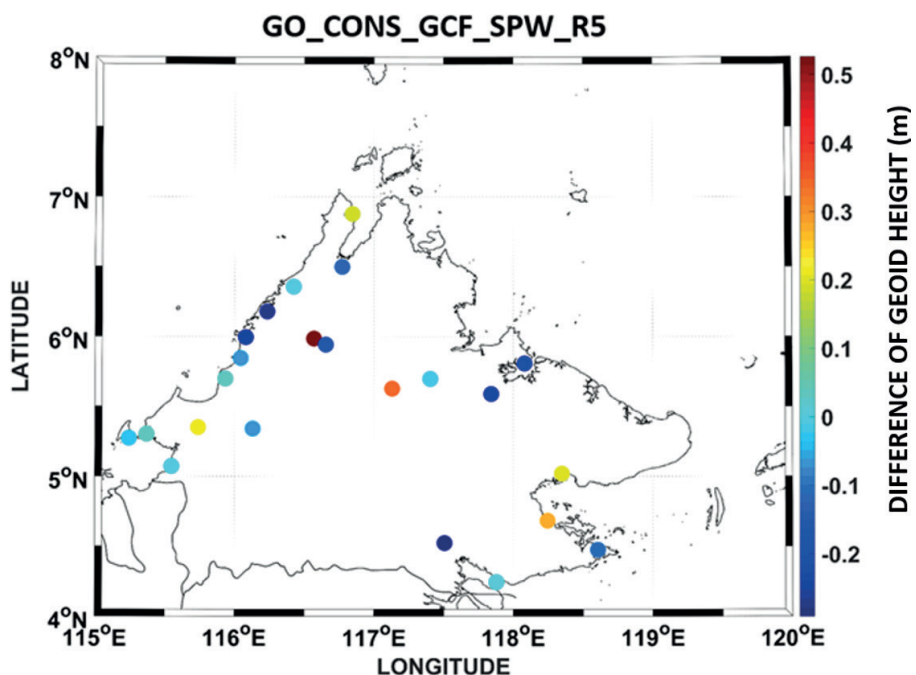 GO_CONS_GCF_SPW_R5
8°N
7°N
6°N
5°N
4°N
115°E
116°E
117°E
118°E
119°E
120°E
LATITUDE
LONGITUDE
0.5
0.4
0.3
0.2
0.1
0
-0.1
-0.2
DIFFERENCE OF GEOID HEIGHT (m)